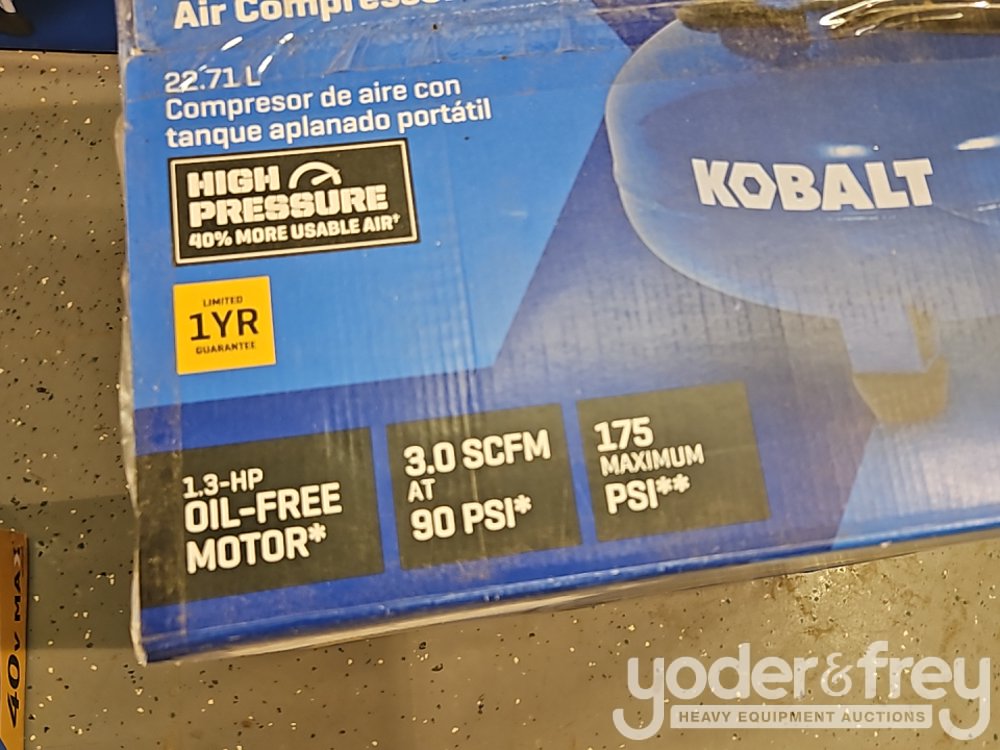 Air Compressor
22.71 L
Compresor de aire con
tanque aplanado portátil
HIGH
PRESSURE
40% MORE USABLE AIR†
LIMITED
1YR
GUARANTEE
KOBALT
1.3-HP
OIL-FREE
MOTOR*
3.0 SCFM
AT
90 PSI*
175
MAXIMUM
PSI**
40V MAX
yoder&frey
HEAVY EQUIPMENT AUCTIONS